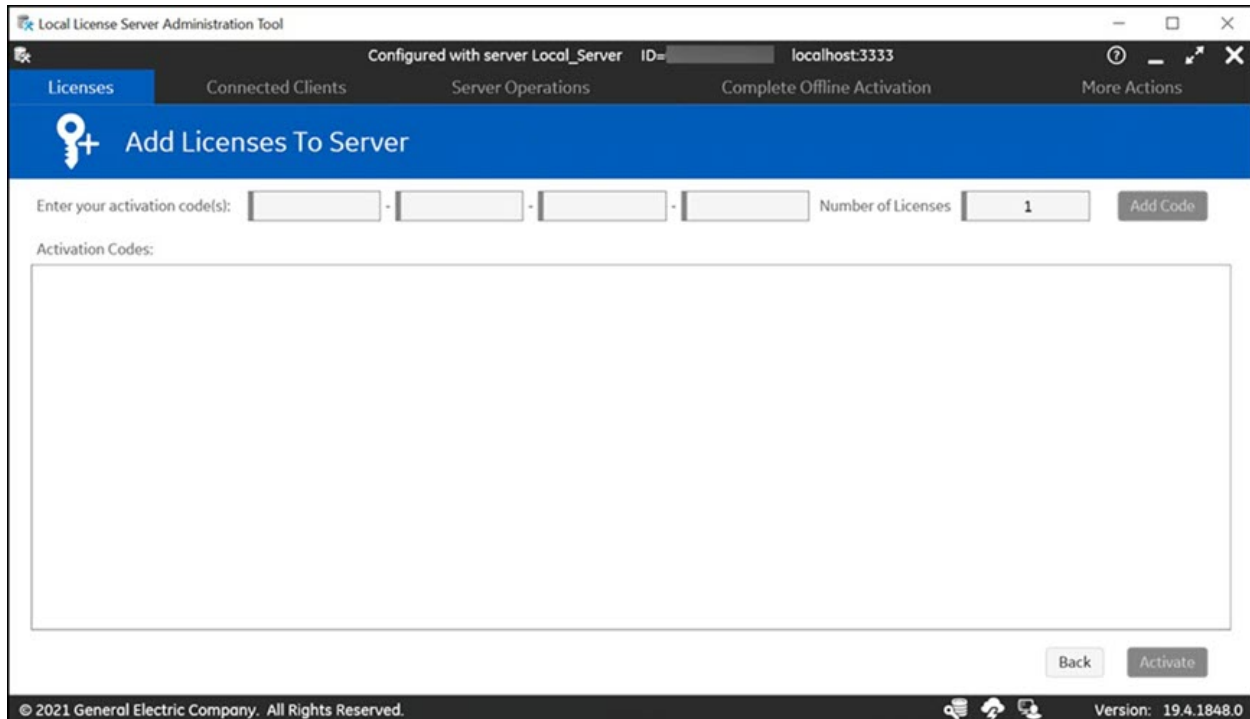 Local License Server Administration Tool
Configured with server Local_Server ID= localhost:3333
Licenses Connected Clients Server Operations Complete Offline Activation More Actions
Add Licenses To Server
Enter your activation code(s): - - - Number of Licenses 1 Add Code
Activation Codes:
Back Activate
© 2021 General Electric Company. All Rights Reserved. Version: 19.4.1848.0